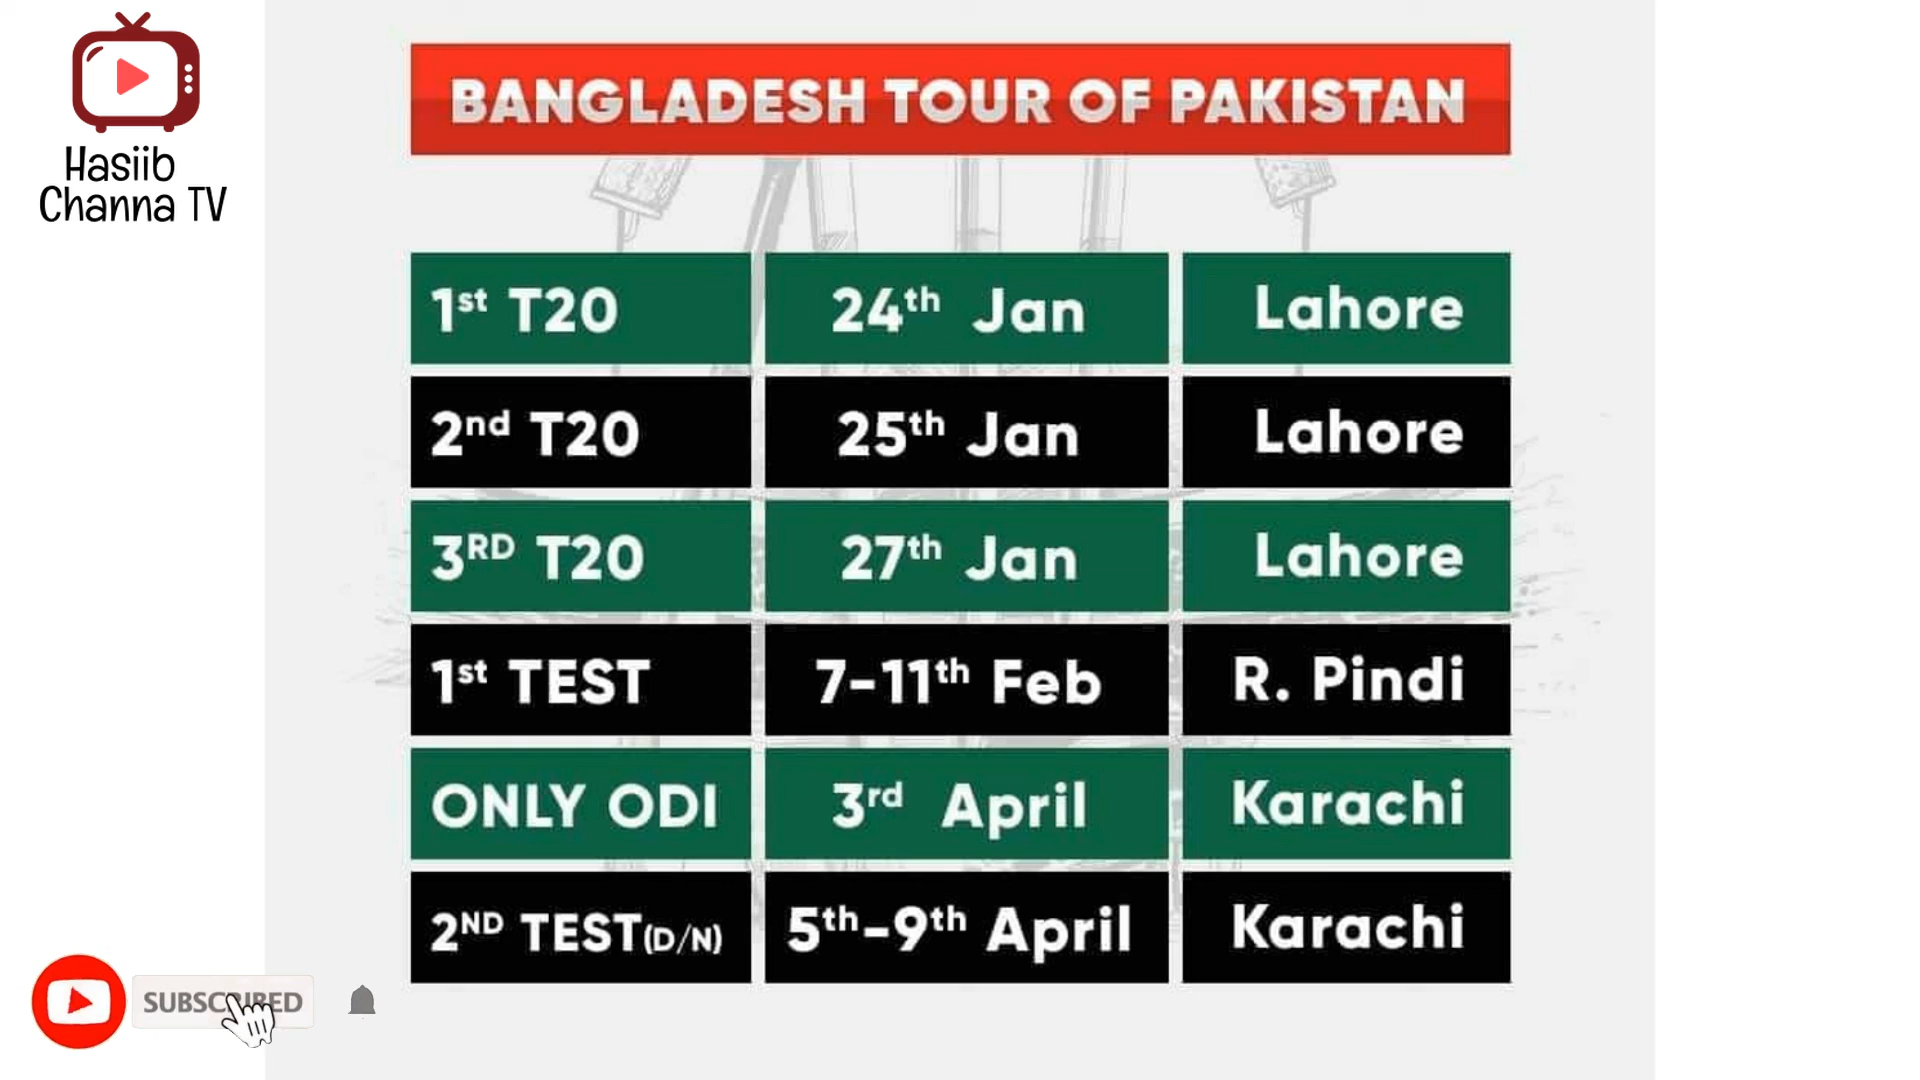 Hasiib
Channa TV
BANGLADESH TOUR OF PAKISTAN
1st T20 24th Jan Lahore
2nd T20 25th Jan Lahore
3RD T20 27th Jan Lahore
1st TEST 7-11th Feb R. Pindi
ONLY ODI 3rd April Karachi
2ND TEST(D/N) 5th-9th April Karachi
SUBSCRIBED